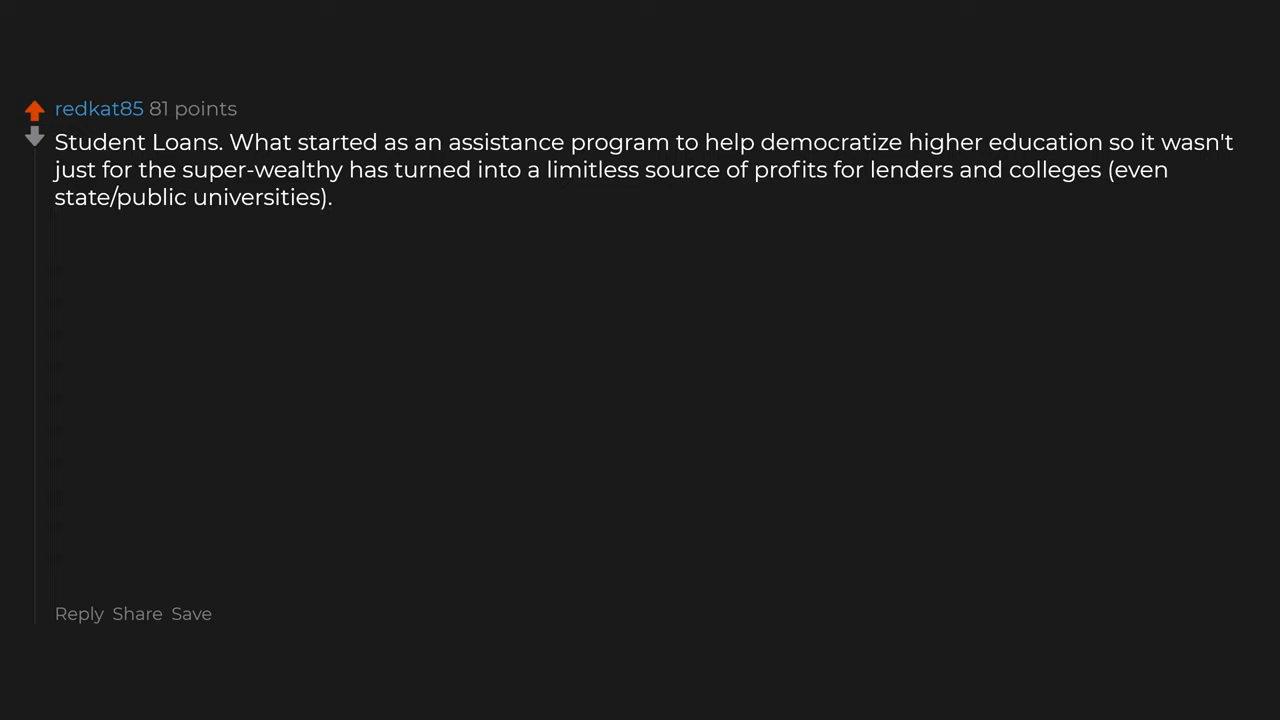 redkat85 81 points
Student Loans. What started as an assistance program to help democratize higher education so it wasn't
just for the super-wealthy has turned into a limitless source of profits for lenders and colleges (even
state/public universities).
Reply Share Save